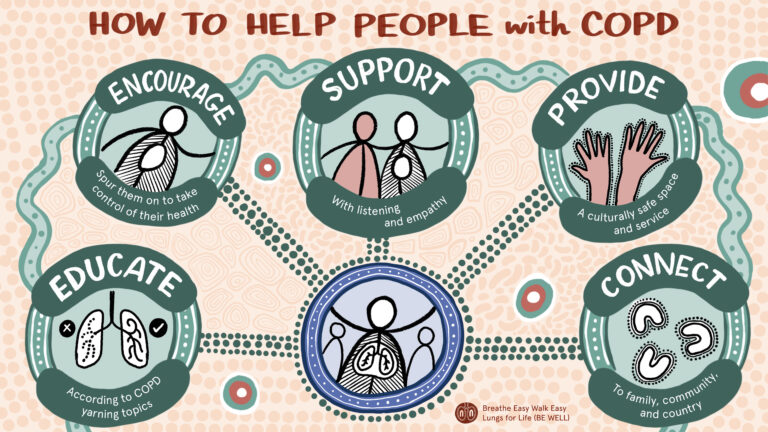 HOW TO HELP PEOPLE with COPD
ENCOURAGE
Spur them on to take
control of their health
SUPPORT
With listening
and empathy
PROVIDE
A culturally safe space
and service
EDUCATE
According to COPD
yarning topics
CONNECT
To family, community,
and country
Breathe Easy Walk Easy
Lungs for Life (BE WELL)